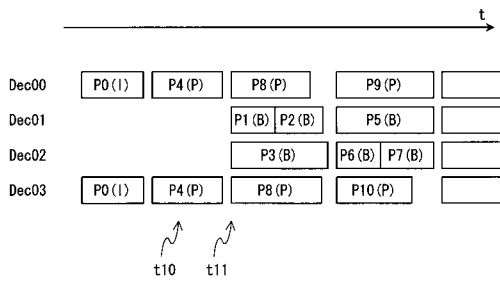 t
Dec00 P0(I) P4(P) P8(P) P9(P)
Dec01 P1(B) P2(B) P5(B)
Dec02 P3(B) P6(B) P7(B)
Dec03 P0(I) P4(P) P8(P) P10(P)
t10 t11